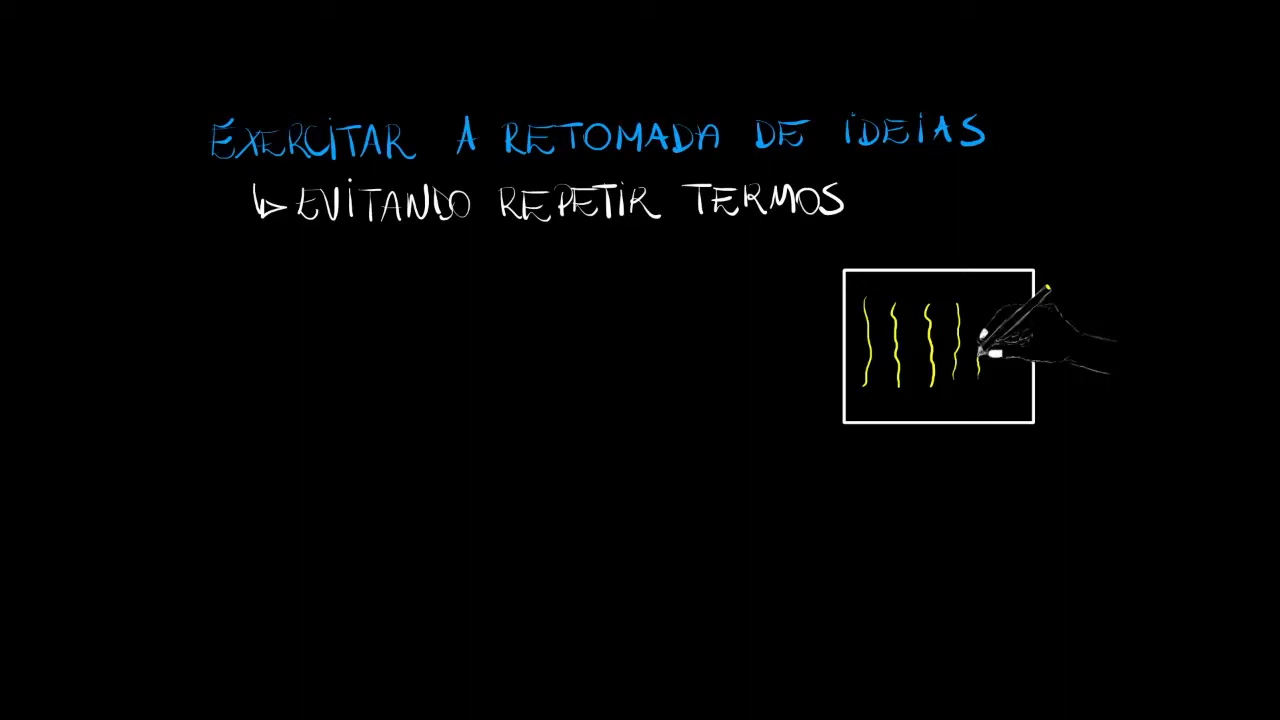 EXERCITAR A RETOMADA DE IDEIAS
↳ EVITANDO REPETIR TERMOS